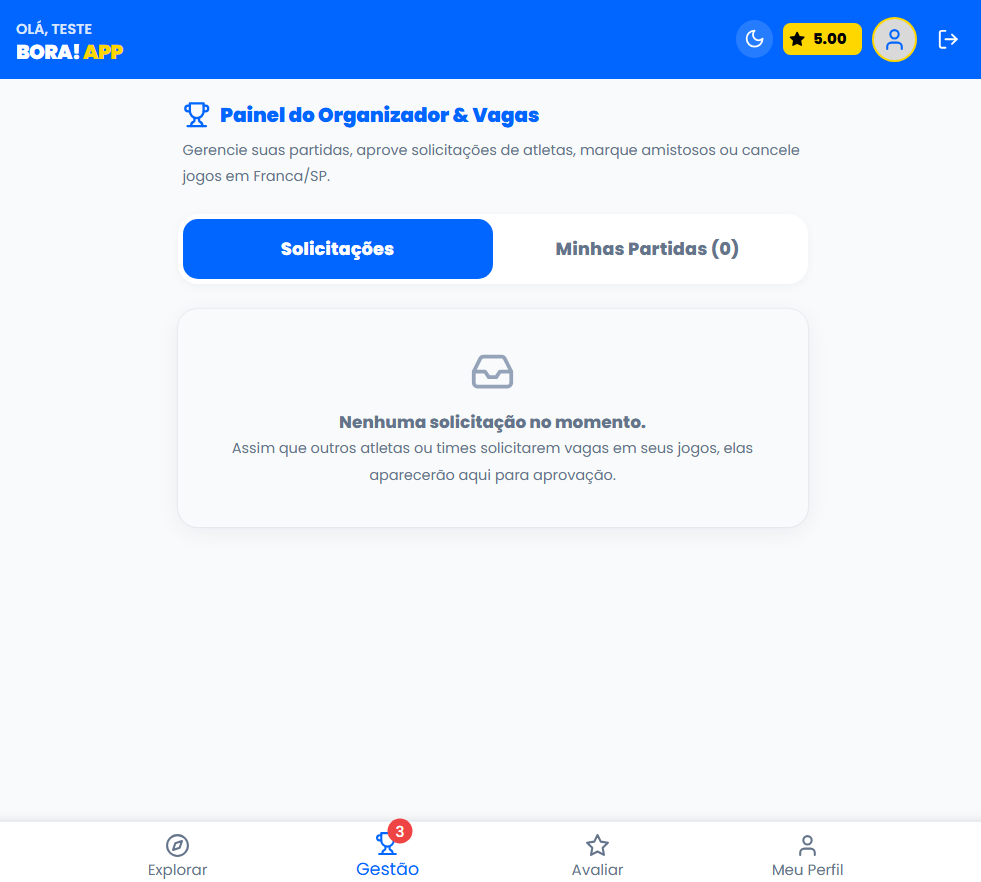 OLÁ, TESTE
BORA! APP
5.00
Painel do Organizador & Vagas
Gerencie suas partidas, aprove solicitações de atletas, marque amistosos ou cancele
jogos em Franca/SP.
Solicitações
Minhas Partidas (0)
Nenhuma solicitação no momento.
Assim que outros atletas ou times solicitarem vagas em seus jogos, elas
aparecerão aqui para aprovação.
3
Explorar
Gestão
Avaliar
Meu Perfil